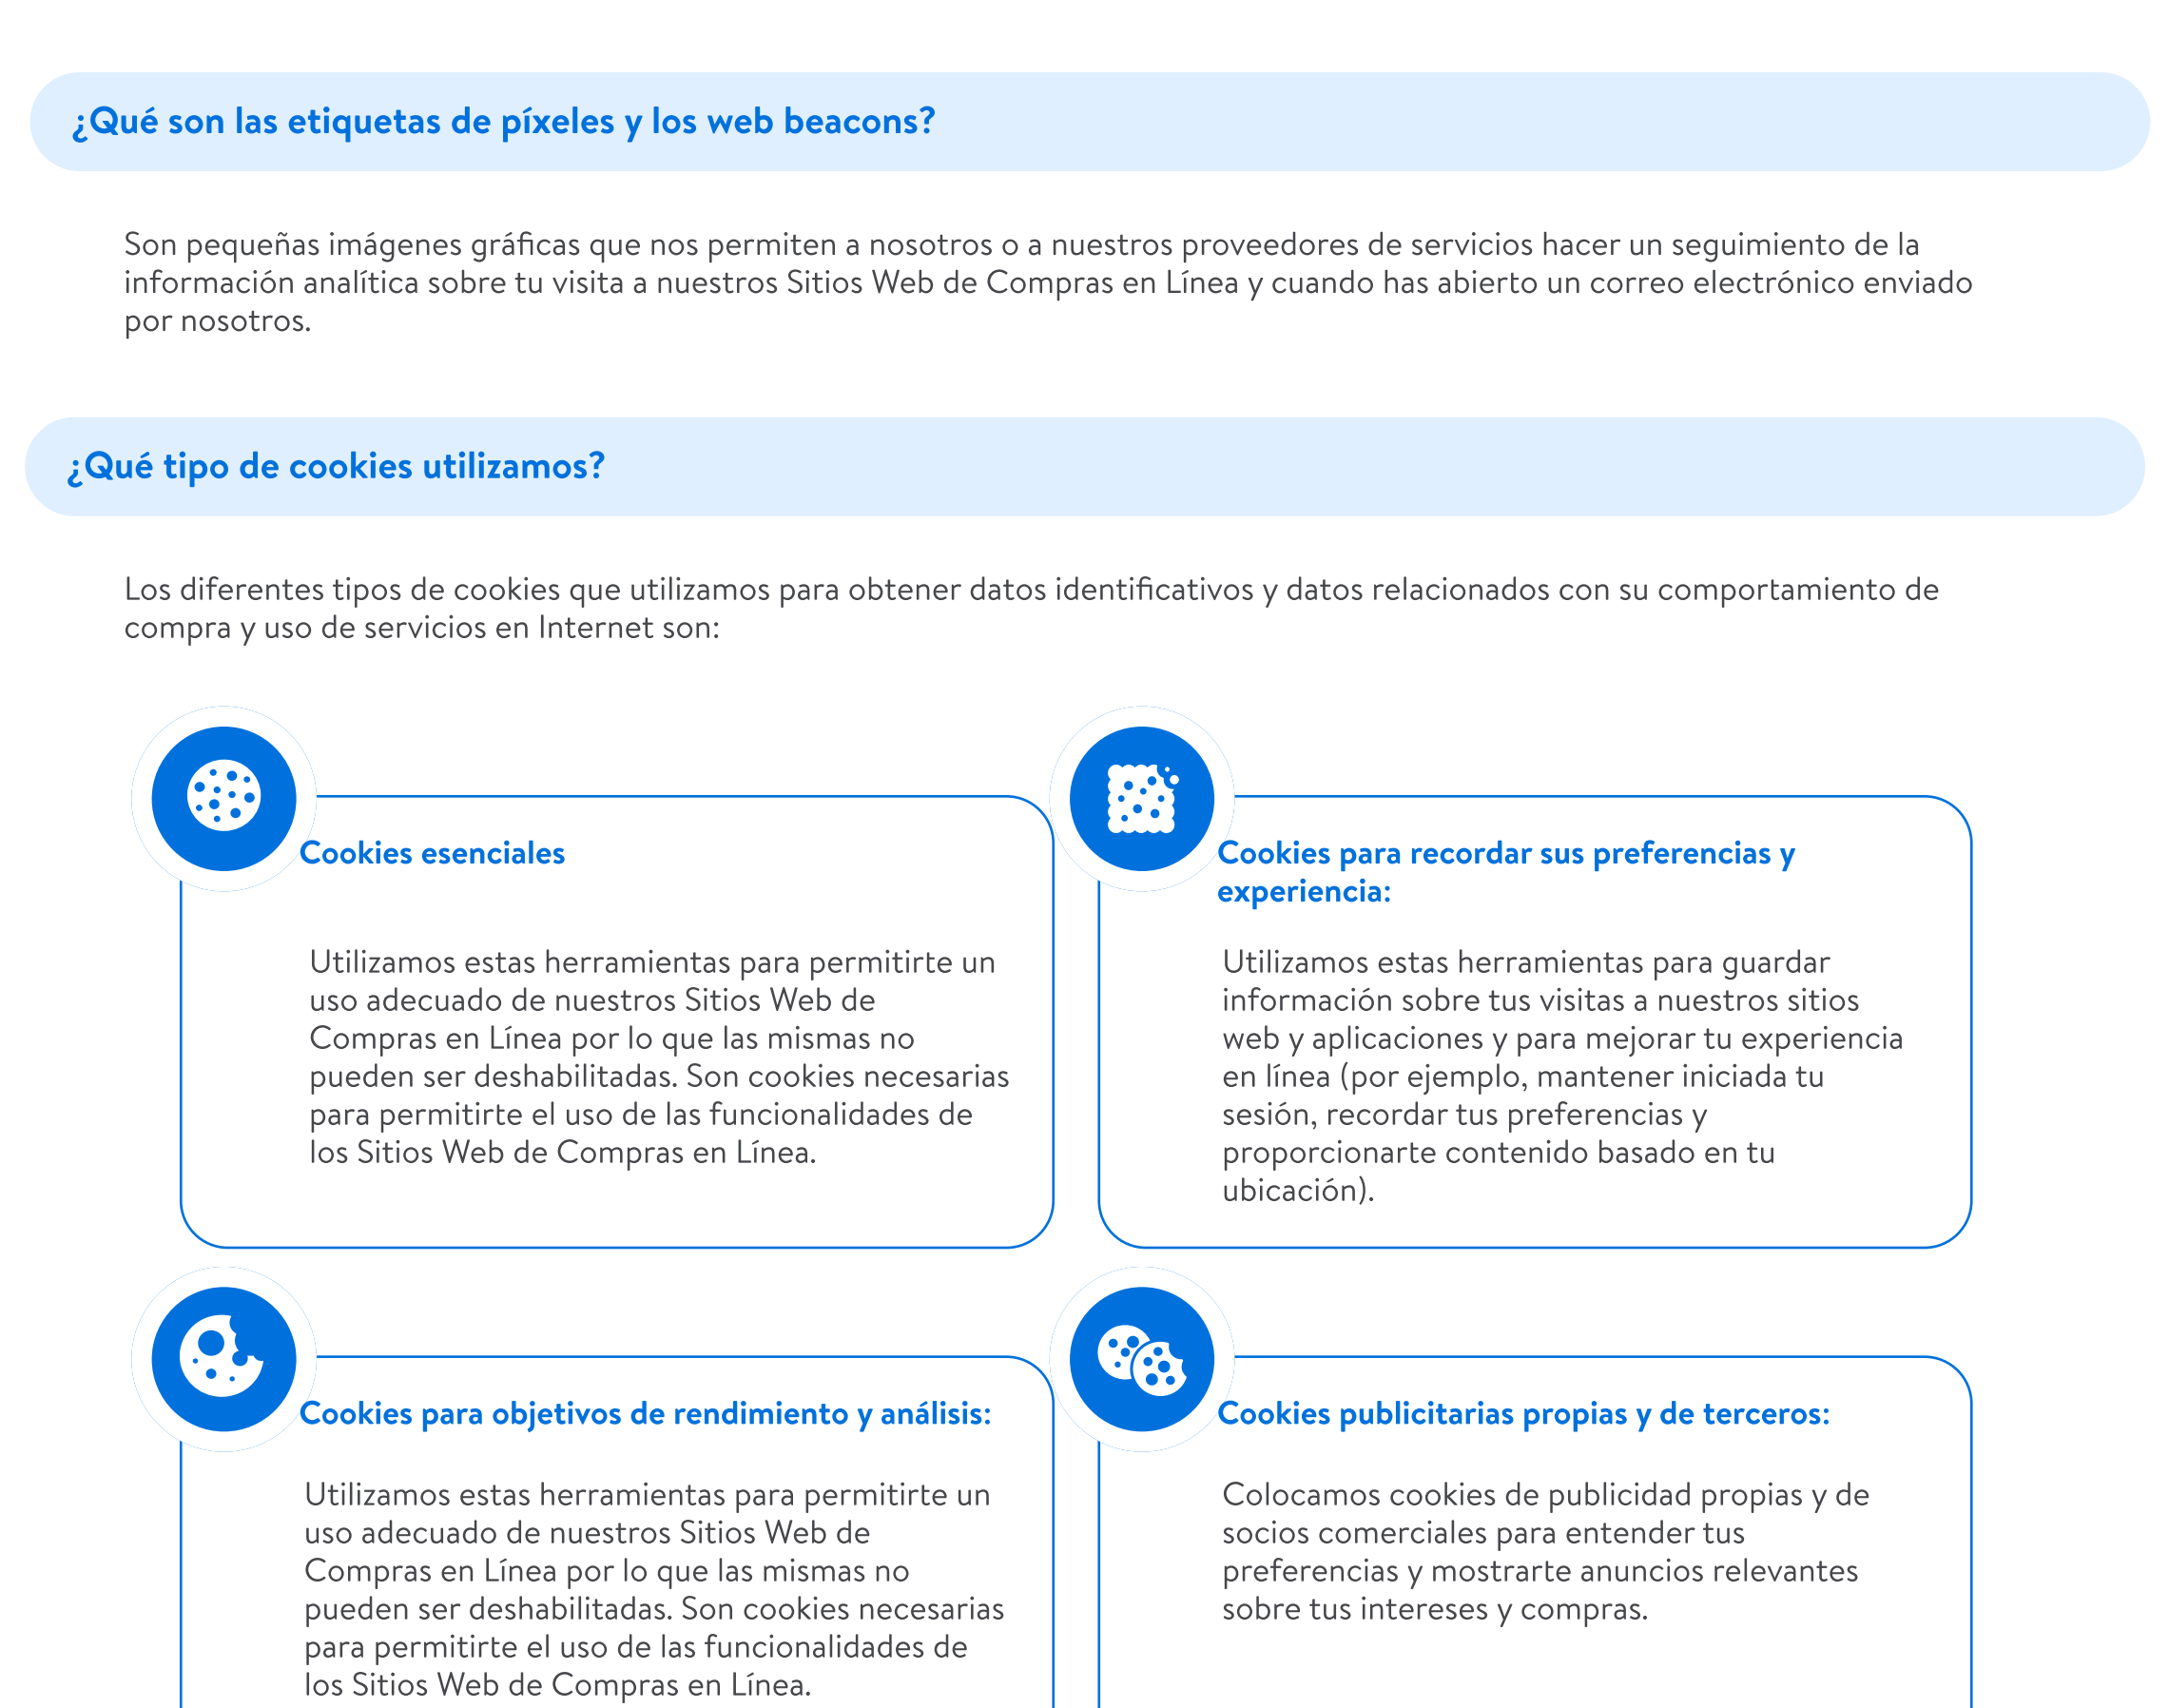 ¿Qué son las etiquetas de píxeles y los web beacons?
Son pequeñas imágenes gráficas que nos permiten a nosotros o a nuestros proveedores de servicios hacer un seguimiento de la
información analítica sobre tu visita a nuestros Sitios Web de Compras en Línea y cuando has abierto un correo electrónico enviado
por nosotros.
¿Qué tipo de cookies utilizamos?
Los diferentes tipos de cookies que utilizamos para obtener datos identificativos y datos relacionados con su comportamiento de
compra y uso de servicios en Internet son:
Cookies esenciales
Utilizamos estas herramientas para permitirte un
uso adecuado de nuestros Sitios Web de
Compras en Línea por lo que las mismas no
pueden ser deshabilitadas. Son cookies necesarias
para permitirte el uso de las funcionalidades de
los Sitios Web de Compras en Línea.
Cookies para recordar sus preferencias y
experiencia:
Utilizamos estas herramientas para guardar
información sobre tus visitas a nuestros sitios
web y aplicaciones y para mejorar tu experiencia
en línea (por ejemplo, mantener iniciada tu
sesión, recordar tus preferencias y
proporcionarte contenido basado en tu
ubicación).
Cookies para objetivos de rendimiento y análisis:
Utilizamos estas herramientas para permitirte un
uso adecuado de nuestros Sitios Web de
Compras en Línea por lo que las mismas no
pueden ser deshabilitadas. Son cookies necesarias
para permitirte el uso de las funcionalidades de
los Sitios Web de Compras en Línea.
Cookies publicitarias propias y de terceros:
Colocamos cookies de publicidad propias y de
socios comerciales para entender tus
preferencias y mostrarte anuncios relevantes
sobre tus intereses y compras.